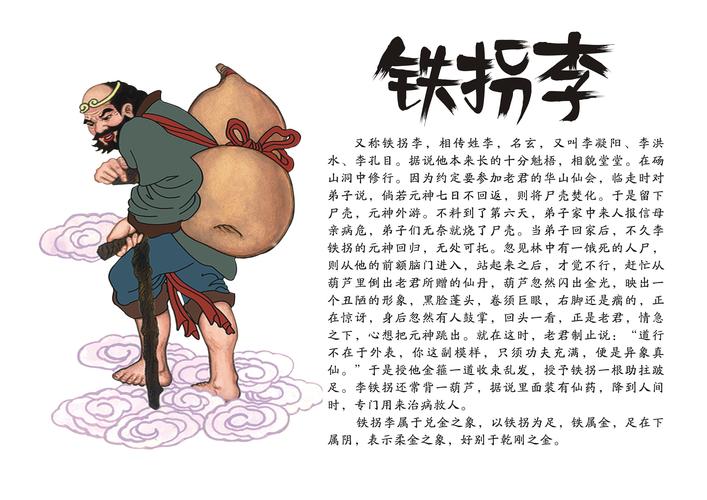 铁拐李
又称铁拐李，相传姓李，名玄，又叫李凝阳、李洪
水、李孔目。据说他本来长的十分魁梧，相貌堂堂。在砀
山洞中修行。因为约定要参加老君的华山仙会，临走时对
弟子说，倘若元神七日不回返，则将尸壳焚化。于是留下
尸壳，元神外游。不料到了第六天，弟子家中来人报信母
亲病危，弟子们无奈就烧了尸壳。当弟子回家后，不久李
铁拐的元神回归，无处可托。忽见林中有一饿死的人尸，
则从他的前额脑门进入，站起来之后，才觉不行，赶忙从
葫芦里倒出老君所赠的仙丹，葫芦忽然闪出金光，映出一
个丑陋的形象，黑脸蓬头，卷须巨眼，右脚还是瘸的，正
在惊讶，身后忽然有人鼓掌，回头一看，正是老君，情急
之下，心想把元神跳出。就在这时，老君制止说：“道行
不在于外表，你这副模样，只须功夫充满，便是异象真
仙。”于是授他金箍一道收束乱发，授予铁拐一根助拄跛
足。李铁拐还常背一葫芦，据说里面装有仙药，降到人间
时，专门用来治病救人。
铁拐李属于兑金之象，以铁拐为足，铁属金，足在下
属阴，表示柔金之象，好别于乾刚之金。